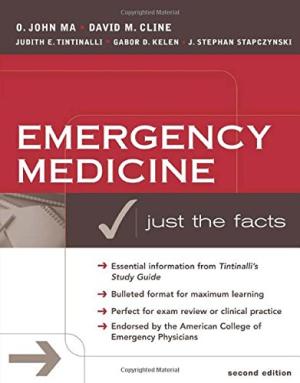 O. JOHN MA • DAVID M. CLINE
JUDITH E. TINTINALLI • GABOR D. KELEN • J. STEPHAN STAPCZYNSKI
EMERGENCY
MEDICINE
just the facts
→ Essential information from Tintinalli's
Study Guide
→ Bulleted format for maximum learning
→ Perfect for exam review or clinical practice
→ Endorsed by the American College of
Emergency Physicians
second edition